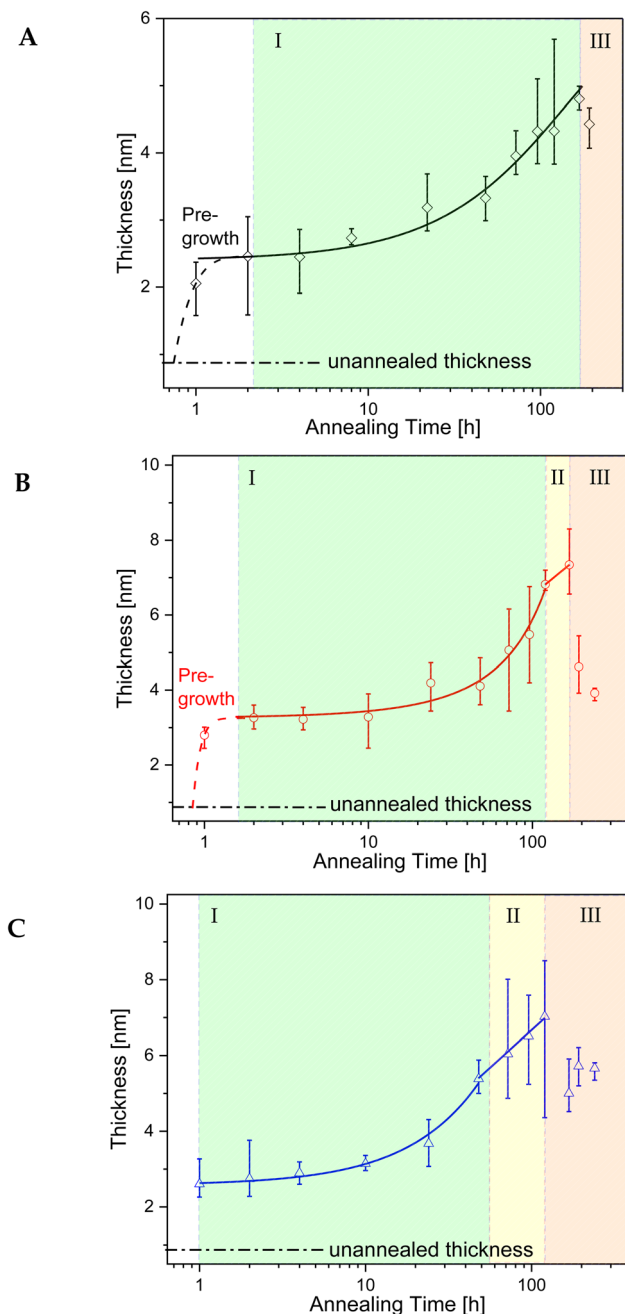 A
6
I
III
Thickness [nm]
4
Pre-
growth
2
unannealed thickness
1
10
100
Annealing Time [h]
B
10
I
II
III
8
Thickness [nm]
6
Pre-
growth
4
2
unannealed thickness
1
10
100
Annealing Time [h]
C
10
I
II
III
8
Thickness [nm]
6
4
2
unannealed thickness
1
10
100
Annealing Time [h]